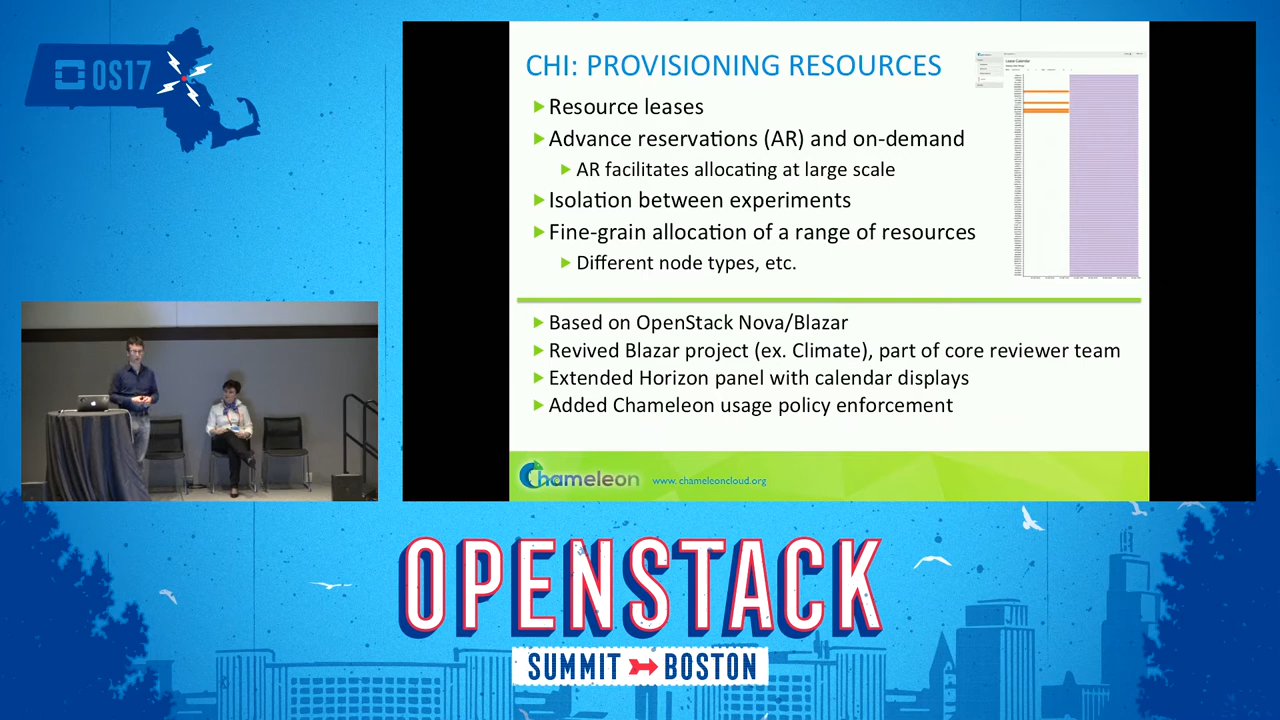 OS17
CHI: PROVISIONING RESOURCES
Resource leases
Advance reservations (AR) and on-demand
AR facilitates allocating at large scale
Isolation between experiments
Fine-grain allocation of a range of resources
Different node types, etc.
Based on OpenStack Nova/Blazar
Revived Blazar project (ex. Climate), part of core reviewer team
Extended Horizon panel with calendar displays
Added Chameleon usage policy enforcement
Chameleon www. chameleoncloud.org
OPENSTACK
SUMMIT BOSTON